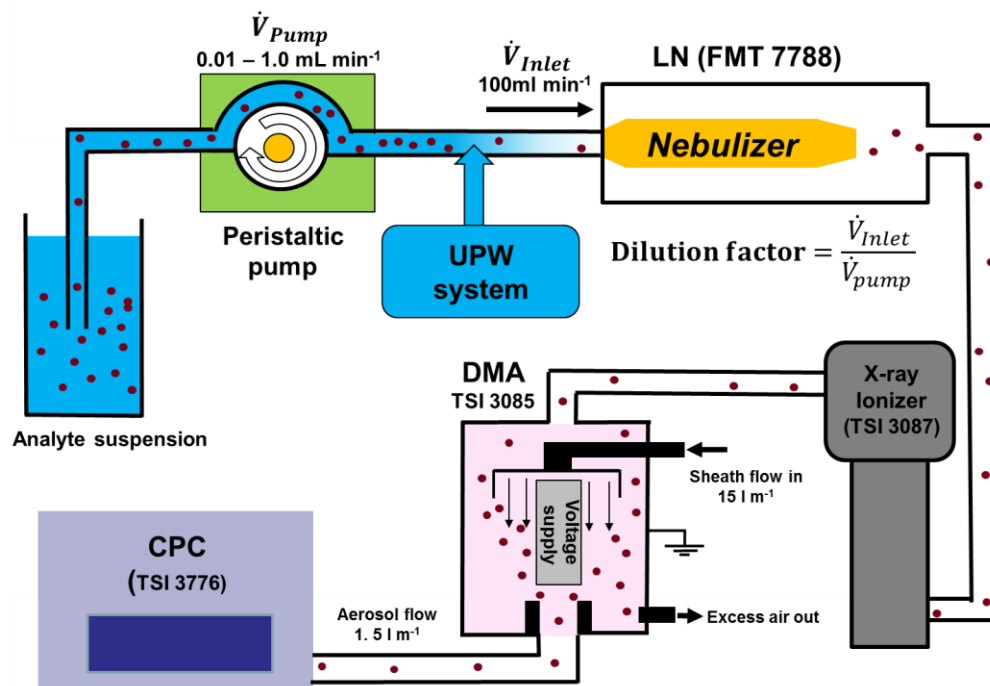 V̇Pump
0.01 – 1.0 mL min⁻¹
V̇Inlet
100ml min⁻¹
LN (FMT 7788)
Nebulizer
Peristaltic
pump
UPW
system
Dilution factor = V̇Inlet / V̇pump
Analyte suspension
DMA
TSI 3085
X-ray
Ionizer
(TSI 3087)
Sheath flow in
15 l m⁻¹
Voltage
supply
CPC
(TSI 3776)
Aerosol flow
1. 5 l m⁻¹
Excess air out